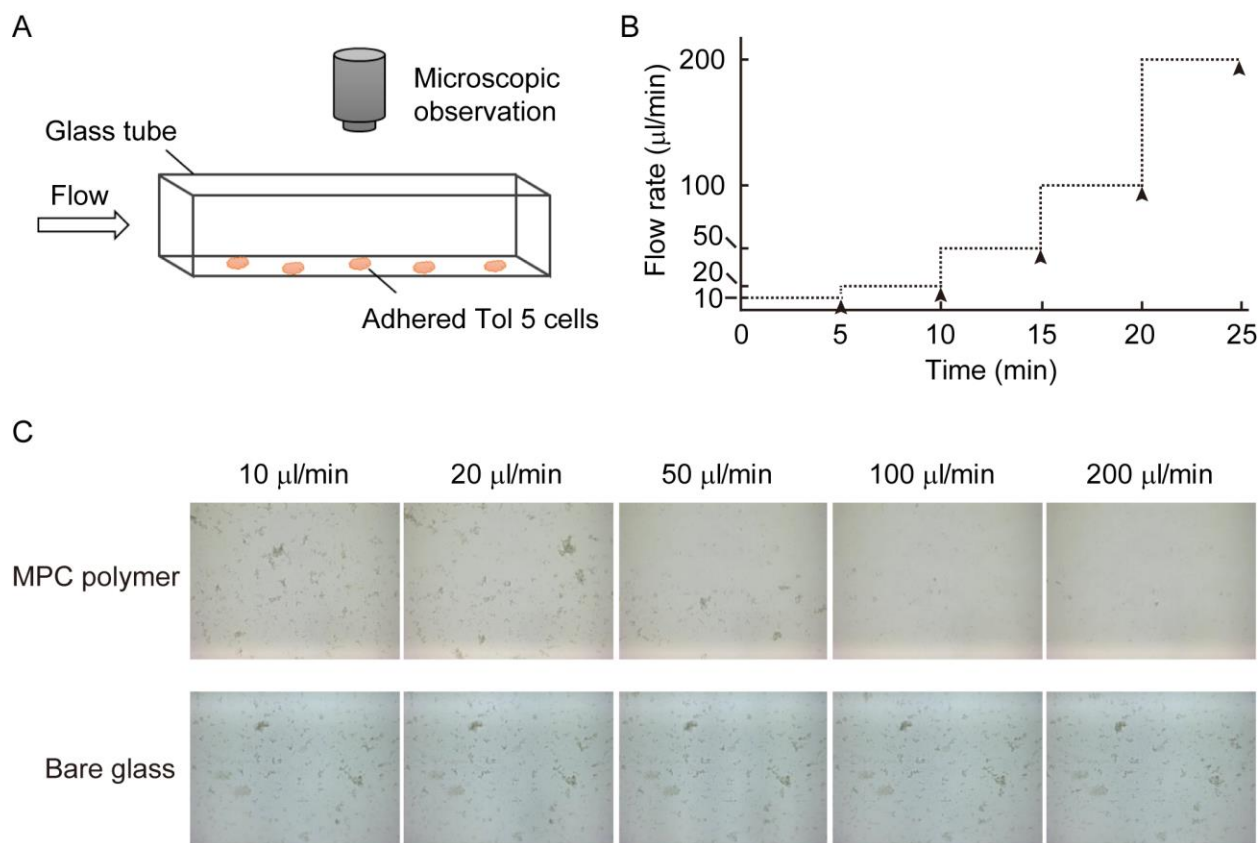 A
Microscopic
observation
Glass tube
Flow
Adhered Tol 5 cells
B
Flow rate (μl/min)
200
100
50
20
10
0
5
10
15
20
25
Time (min)
C
10 μl/min
20 μl/min
50 μl/min
100 μl/min
200 μl/min
MPC polymer
Bare glass